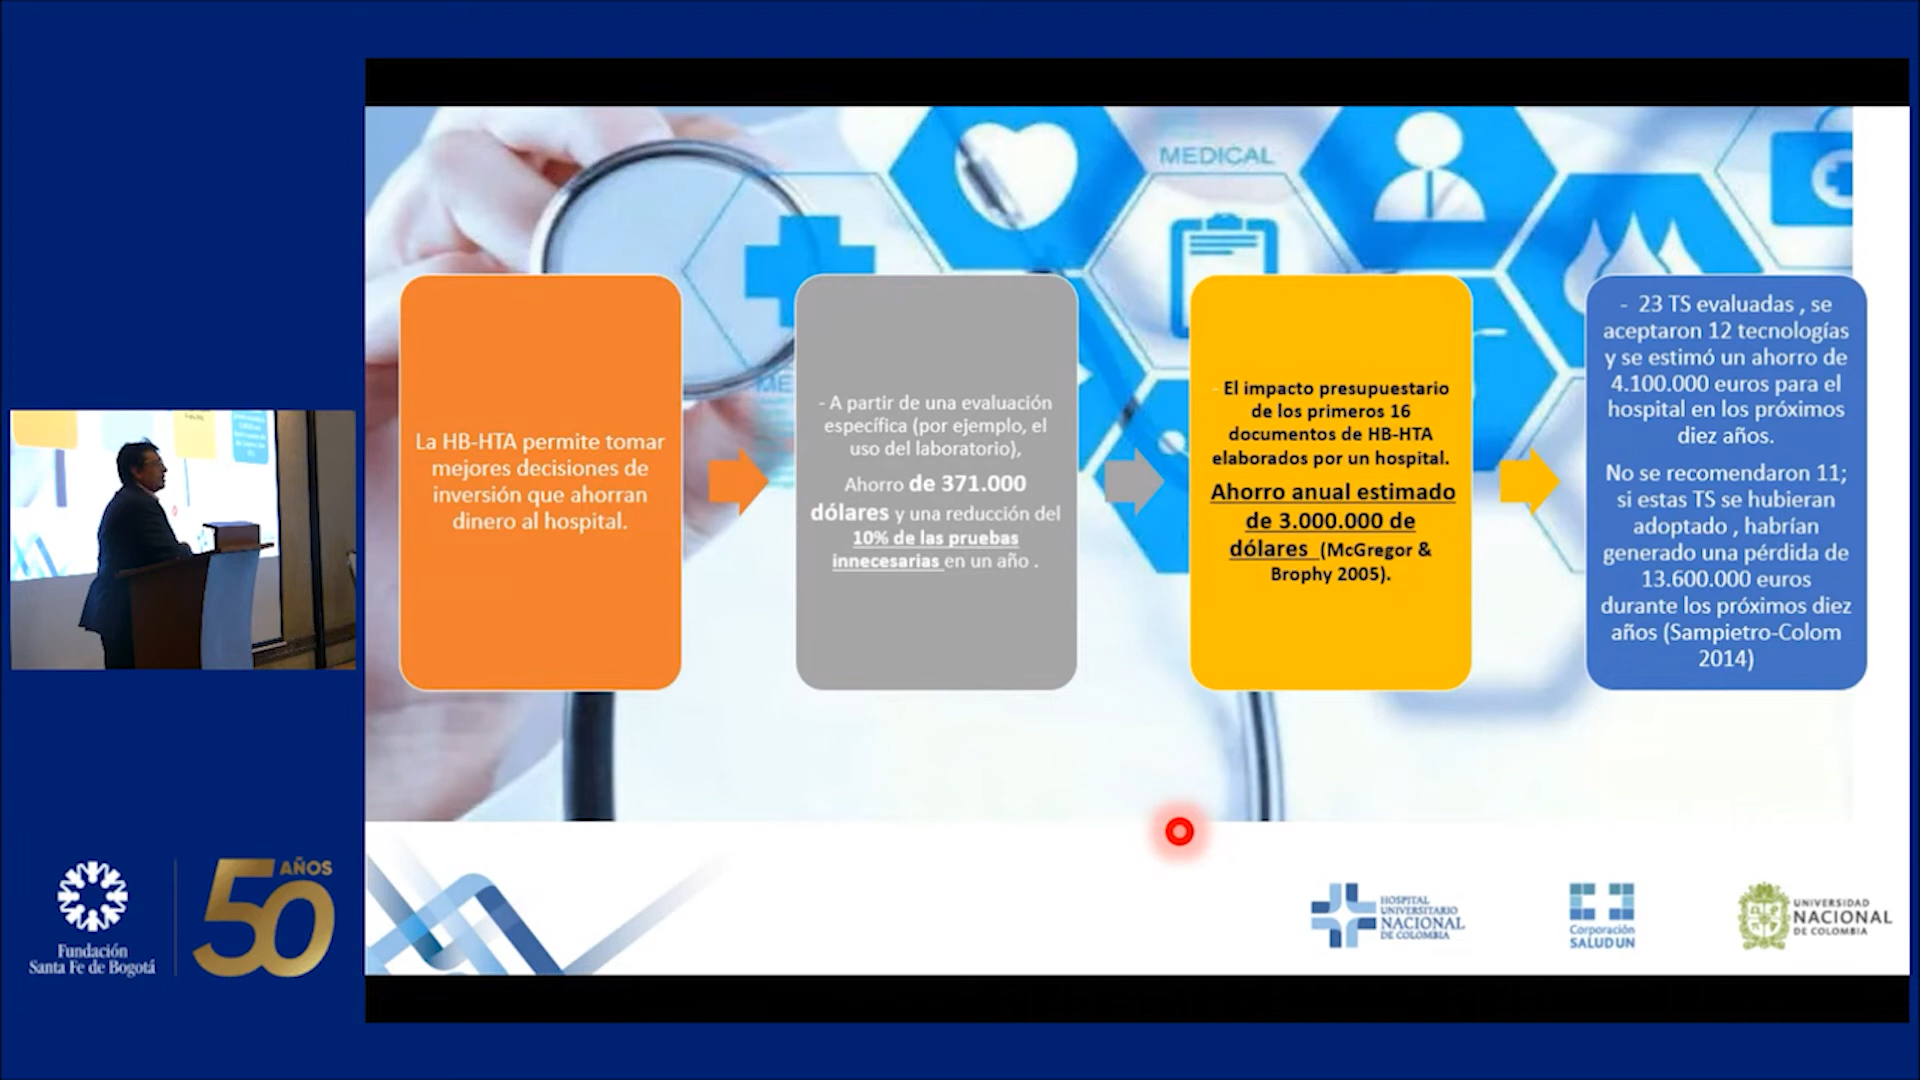 MEDICAL
ME
La HB-HTA permite tomar
mejores decisiones de
inversión que ahorran
dinero al hospital.
- A partir de una evaluación
específica (por ejemplo, el
uso del laboratorio),
Ahorro de 371.000
dólares y una reducción del
10% de las pruebas
innecesarias en un año .
- El impacto presupuestario
de los primeros 16
documentos de HB-HTA
elaborados por un hospital.
Ahorro anual estimado
de 3.000.000 de
dólares (McGregor &
Brophy 2005).
- 23 TS evaluadas , se
aceptaron 12 tecnologías
y se estimó un ahorro de
4.100.000 euros para el
hospital en los próximos
diez años.
No se recomendaron 11;
si estas TS se hubieran
adoptado , habrían
generado una pérdida de
13.600.000 euros
durante los próximos diez
años (Sampietro-Colom
2014)
Fundación
Santa Fe de Bogotá
50 AÑOS
HOSPITAL
UNIVERSITARIO
NACIONAL
DE COLOMBIA
Corporación
SALUD UN
UNIVERSIDAD
NACIONAL
DE COLOMBIA